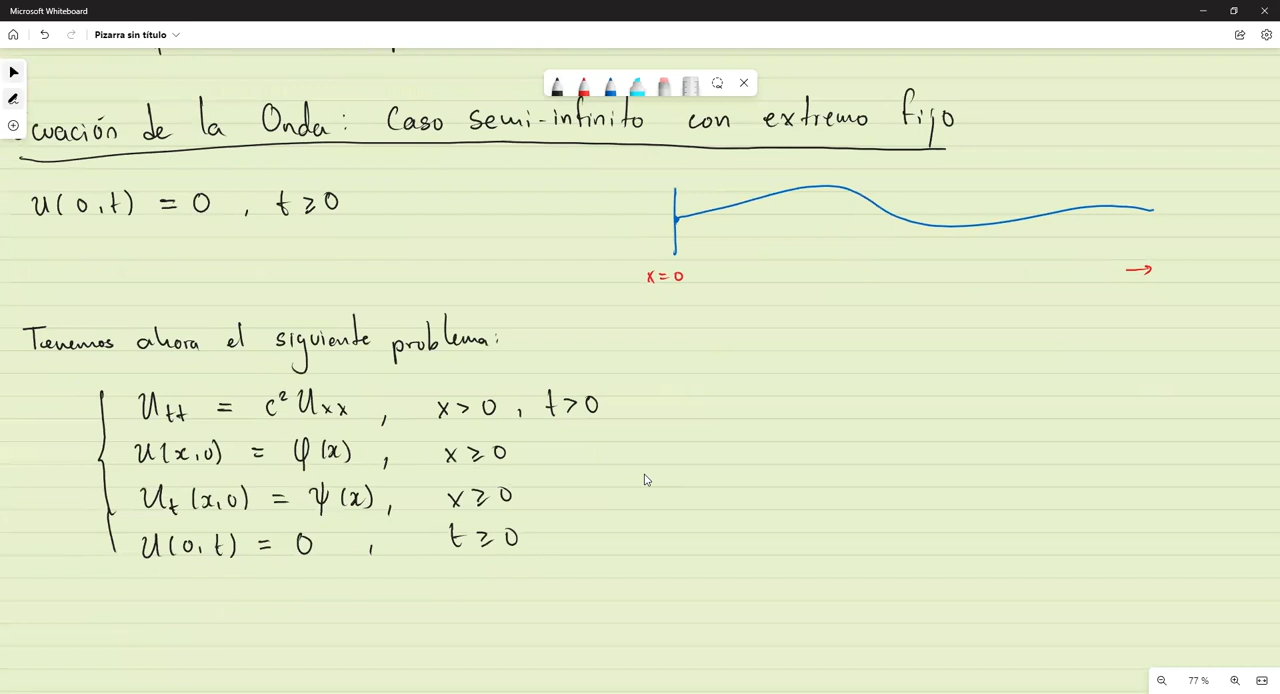 Microsoft Whiteboard
Pizarra sin título
cuación de la Onda: Caso semi-infinito con extremo fijo
u(0,t) = 0 , t ≥ 0
x = 0 →
Tenemos ahora el siguiente problema:
u_tt = c² u_xx , x > 0 , t > 0
u(x,0) = φ(x) , x ≥ 0
u_t(x,0) = ψ(x) , x ≥ 0
u(0,t) = 0 , t ≥ 0
77 %